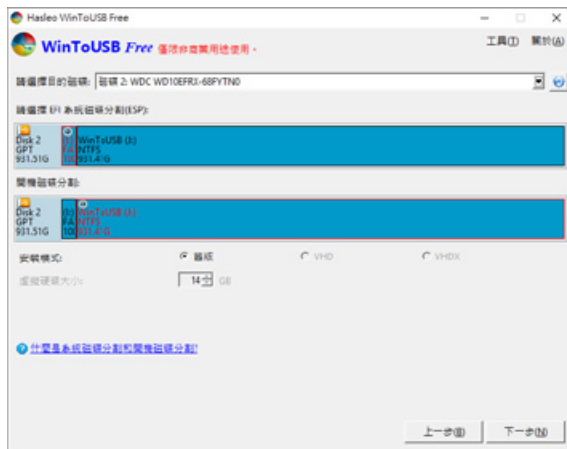 Hasleo WinToUSB Free
WinToUSB Free 僅限非商業用途使用。
工具(T) 關於(A)
請選擇目的磁碟: 磁碟 2: WDC WD10EFRX-68FYTN0
請選擇 EFI 系統磁碟分割(ESP):
Disk 2
GPT
931.51G
WinToUSB (J:)
NTFS
931.41G
開機磁碟分割:
Disk 2
GPT
931.51G
WinToUSB (J:)
NTFS
931.41G
安裝模式: 舊版 VHD VHDX
虛擬硬碟大小: 14 GB
什麼是系統磁碟分割和開機磁碟分割?
上一步(B) 下一步(N)